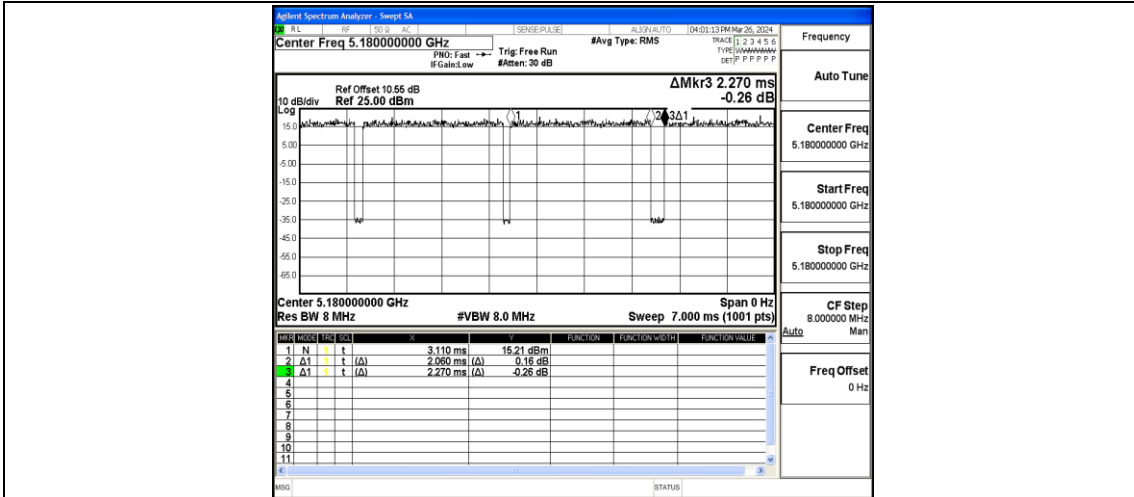 Agilent Spectrum Analyzer - Swept SA
RL RF 50 Ω AC SENSE:PULSE ALIGN AUTO 04:01:13 PM Mar 26, 2024
Center Freq 5.180000000 GHz
PNO: Fast
IFGain:Low
Trig: Free Run
#Atten: 30 dB
#Avg Type: RMS
TRACE 1 2 3 4 5 6
TYPE WWWWWW
DET P P P P P P
Ref Offset 10.55 dB
10 dB/div Ref 25.00 dBm
Log
ΔMkr3 2.270 ms
-0.26 dB
1 2 3Δ1
15.0
5.00
-5.00
-15.0
-25.0
-35.0
-45.0
-55.0
-65.0
Center 5.180000000 GHz Span 0 Hz
Res BW 8 MHz #VBW 8.0 MHz Sweep 7.000 ms (1001 pts)
MKR MODE TRC SCL X Y FUNCTION FUNCTION WIDTH FUNCTION VALUE
1 N 1 t 3.110 ms 15.21 dBm
2 Δ1 1 t (Δ) 2.060 ms (Δ) 0.16 dB
3 Δ1 1 t (Δ) 2.270 ms (Δ) -0.26 dB
4
5
6
7
8
9
10
11
MSG STATUS
Frequency
Auto Tune
Center Freq
5.180000000 GHz
Start Freq
5.180000000 GHz
Stop Freq
5.180000000 GHz
CF Step
8.000000 MHz
Auto Man
Freq Offset
0 Hz